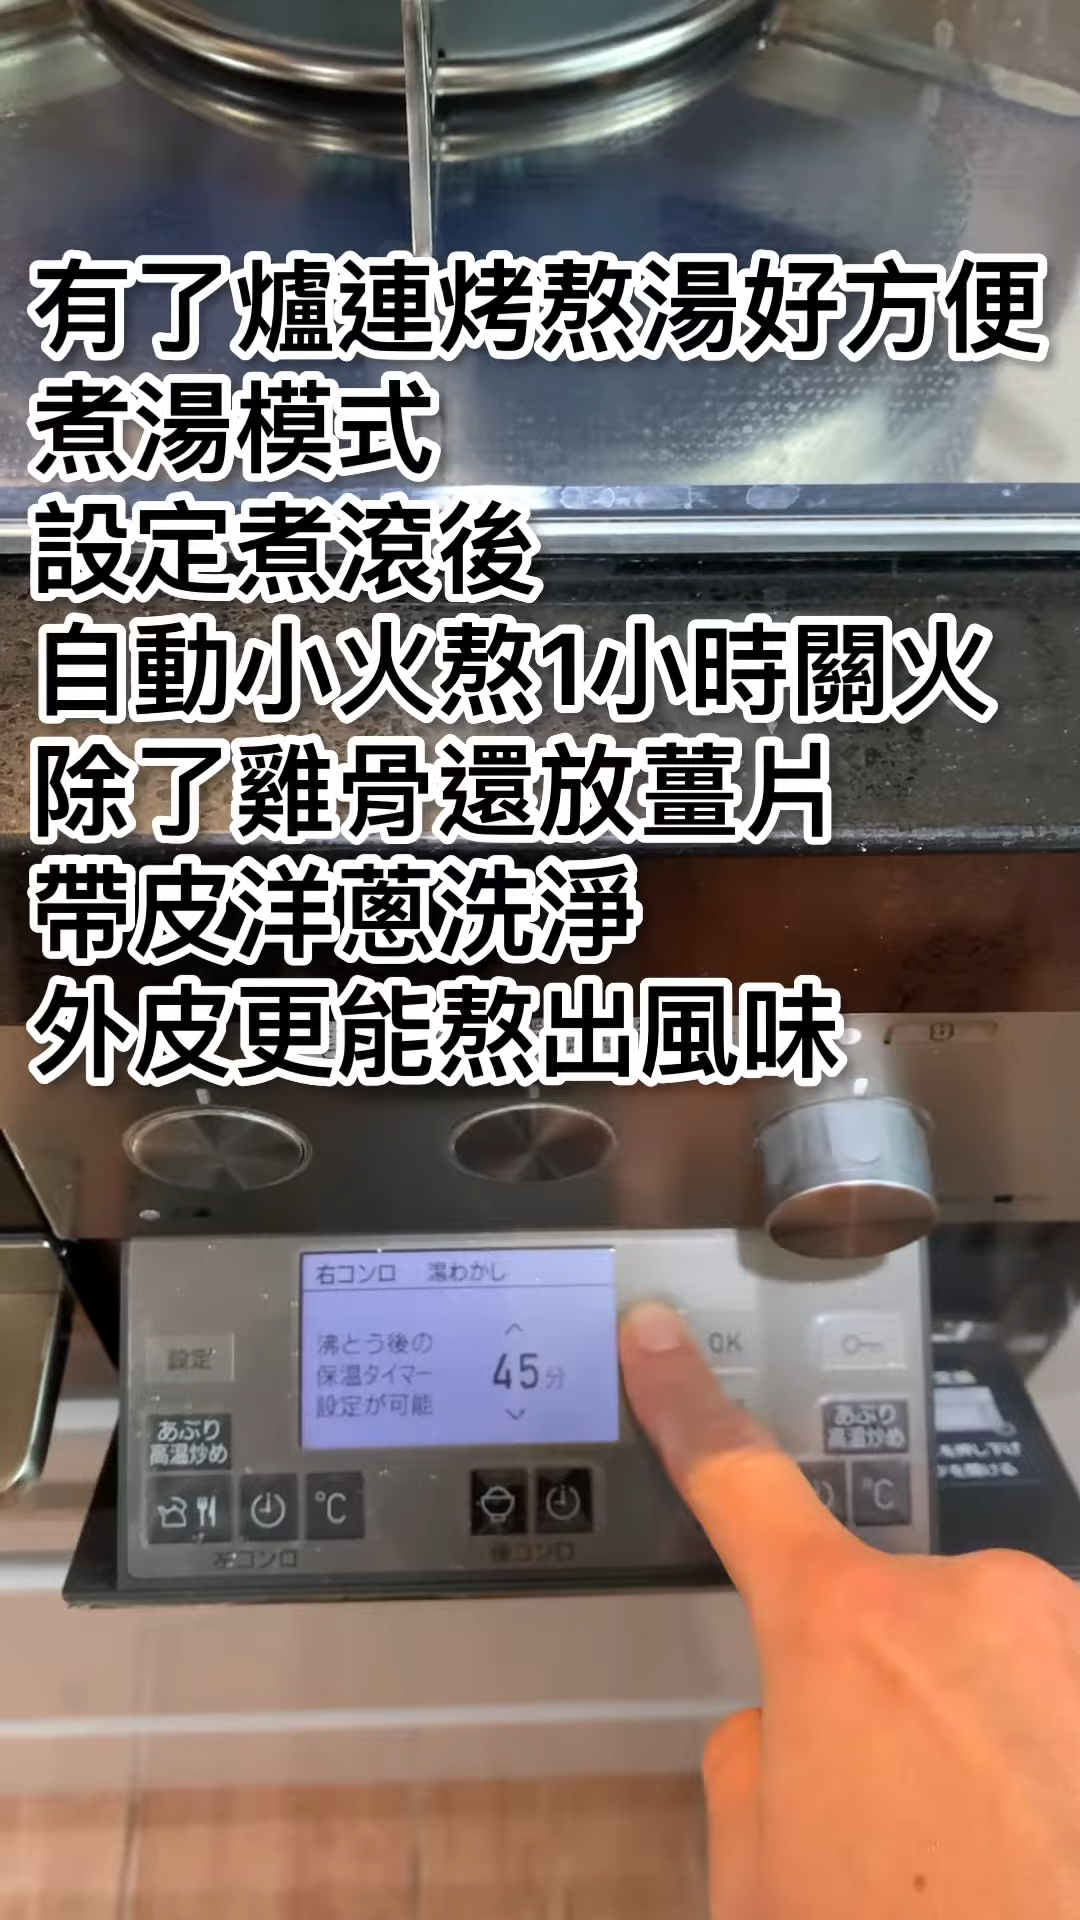 有了爐連烤熬湯好方便
煮湯模式
設定煮滾後
自動小火熬1小時關火
除了雞骨還放薑片
帶皮洋蔥洗淨
外皮更能熬出風味
右コンロ 湯わかし
沸とう後の
保温タイマー
設定が可能
45分
OK
設定
あぶり
高温炒め
あぶり
高温炒め
℃
℃
左コンロ
後コンロ